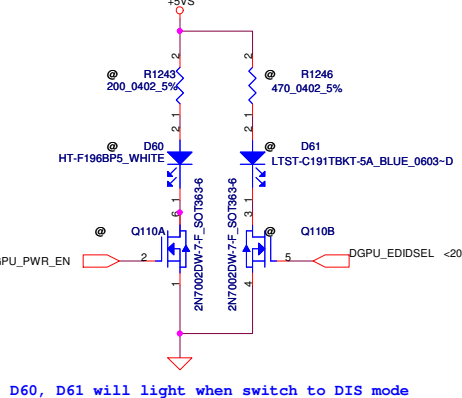 +5VS
2
2
@
R1243
200_0402_5%
R1246
470_0402_5%
1
1
2
2
@
D60
HT-F196BP5_WHITE
@
D61
LTST-C191TBKT-5A_BLUE_0603~D
1
6
1
3
@
Q110A
2N7002DW-7-F_SOT363-6
2N7002DW-7-F_SOT363-6
@
Q110B
GPU_PWR_EN
2
5
DGPU_EDIDSEL <20
1
4
D60, D61 will light when switch to DIS mode